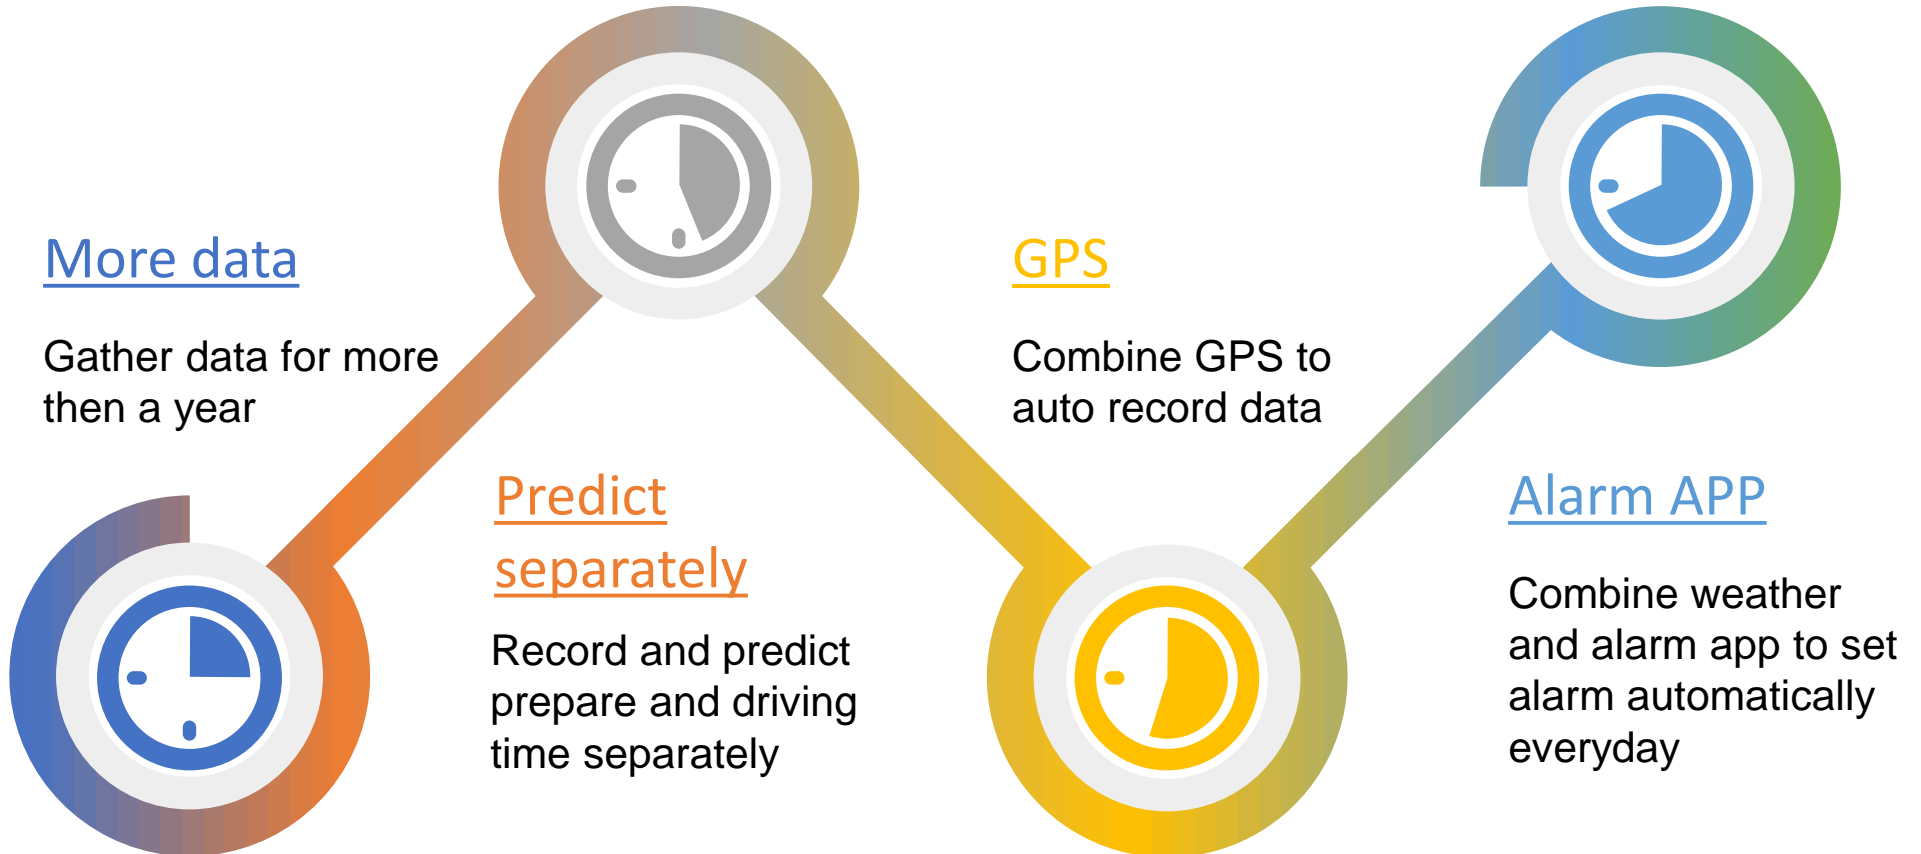 More data
Gather data for more
then a year
Predict
separately
Record and predict
prepare and driving
time separately
GPS
Combine GPS to
auto record data
Alarm APP
Combine weather
and alarm app to set
alarm automatically
everyday